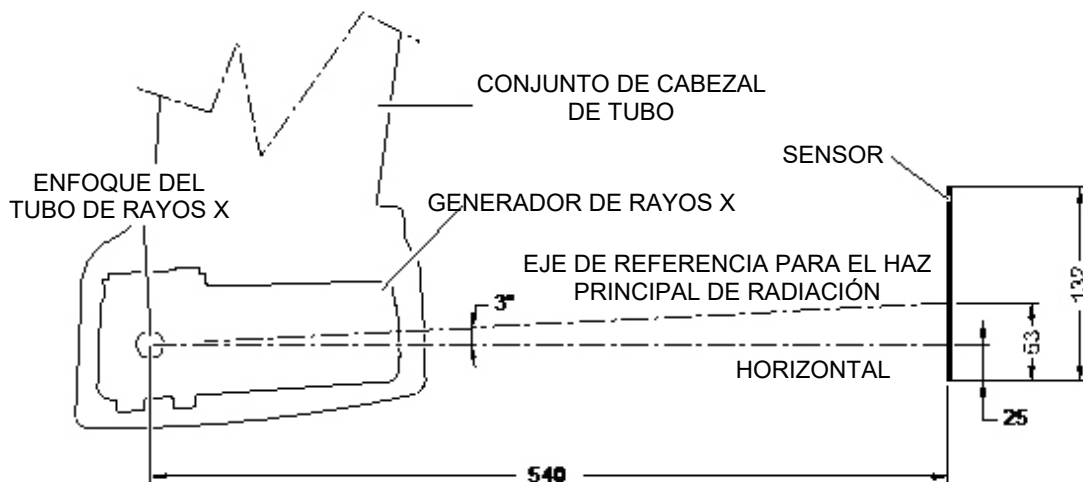 CONJUNTO DE CABEZAL
DE TUBO
SENSOR
ENFOQUE DEL
TUBO DE RAYOS X
GENERADOR DE RAYOS X
EJE DE REFERENCIA PARA EL HAZ
PRINCIPAL DE RADIACIÓN
3°
132
53
HORIZONTAL
25
540